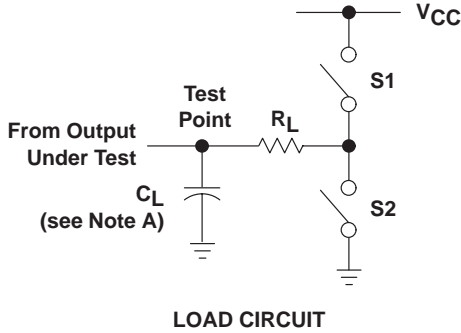 VCC
S1
Test
Point
RL
From Output
Under Test
CL
(see Note A)
S2
LOAD CIRCUIT